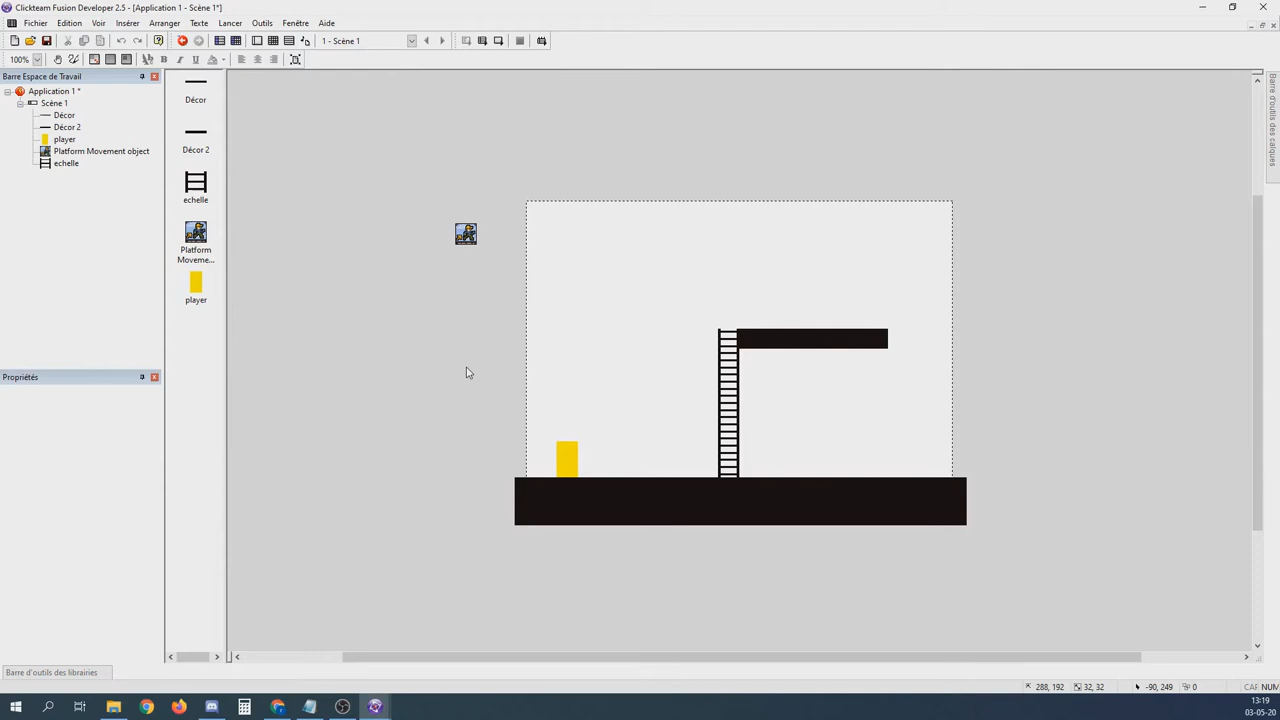 Clickteam Fusion Developer 2.5 - [Application 1 - Scène 1*]
Fichier Edition Voir Insérer Arranger Texte Lancer Outils Fenêtre Aide
1 - Scène 1
100%
Barre Espace de Travail
Application 1 *
Scène 1
Décor
Décor 2
player
Platform Movement object
echelle
Propriétés
Décor
Décor 2
echelle
Platform
Moveme...
player
Barre d'outils des calques
Barre d'outils des librairies
288, 192 32, 32 -90, 249 0 CAP NUM
13:19
03-05-20